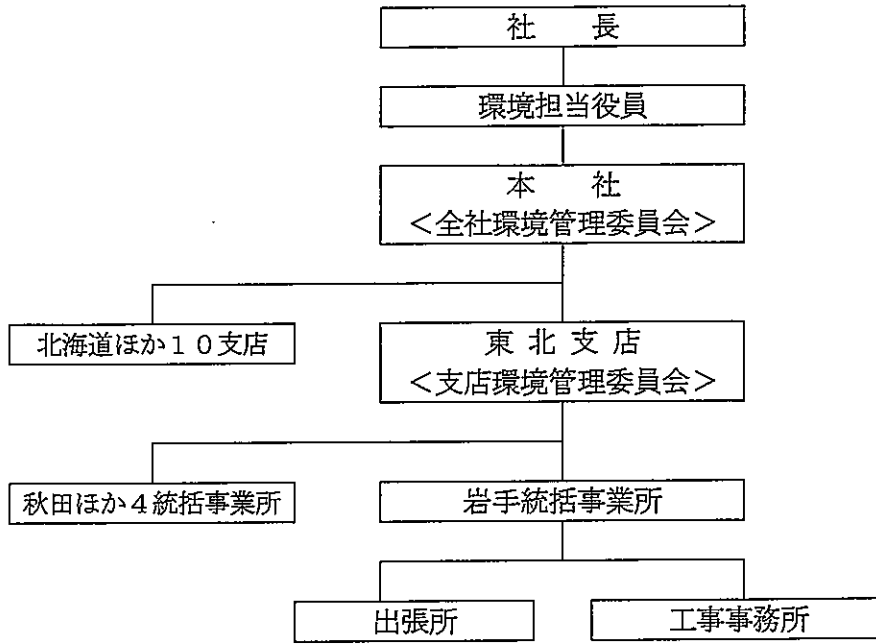 社　　長
環境担当役員
本　　社
＜全社環境管理委員会＞
北海道ほか１０支店
東 北 支 店
＜支店環境管理委員会＞
秋田ほか４統括事業所
岩手統括事業所
出張所
工事事務所